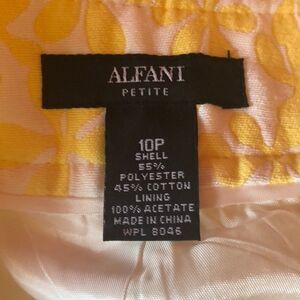 ALFANI
PETITE
10P
SHELL
55%
POLYESTER
45% COTTON
LINING
100% ACETATE
MADE IN CHINA
WPL 8046